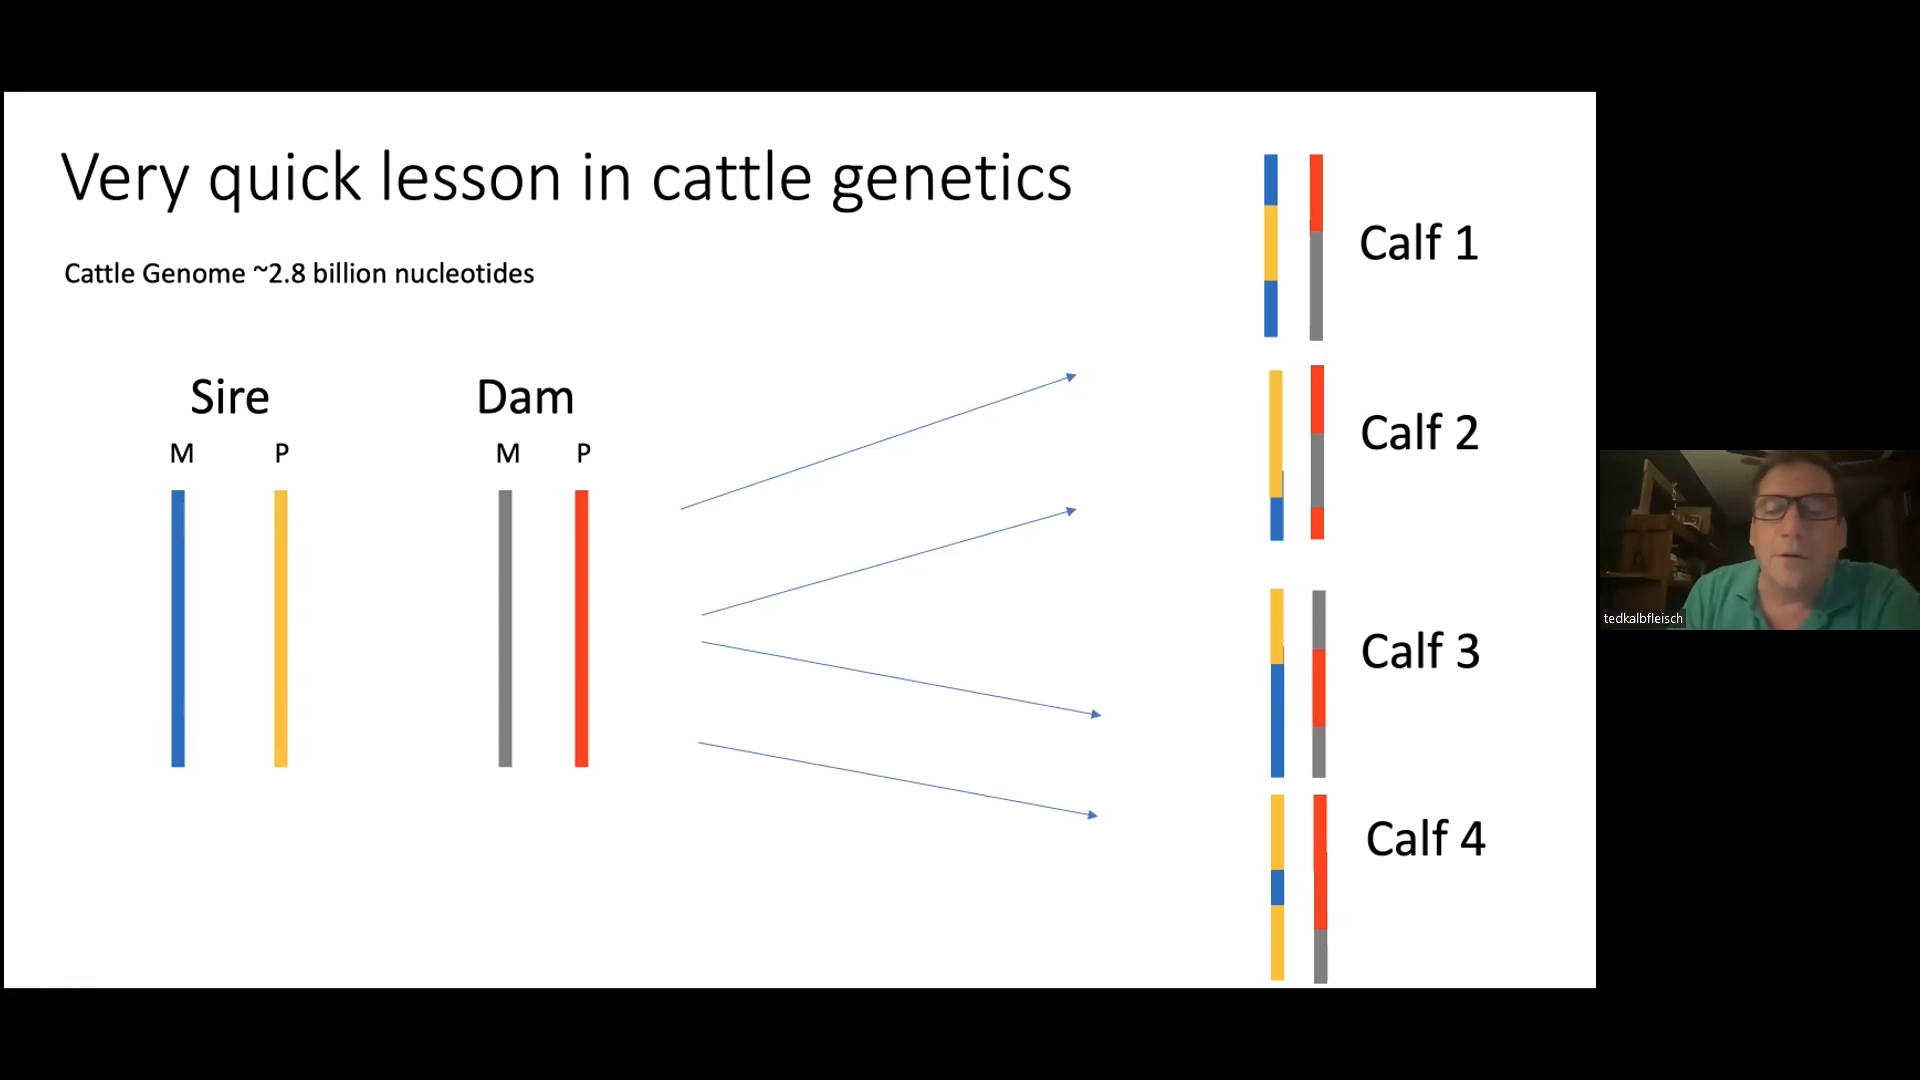 Very quick lesson in cattle genetics
Cattle Genome ~2.8 billion nucleotides
Sire
Dam
M P
M P
Calf 1
Calf 2
Calf 3
Calf 4
tedkalbfleisch